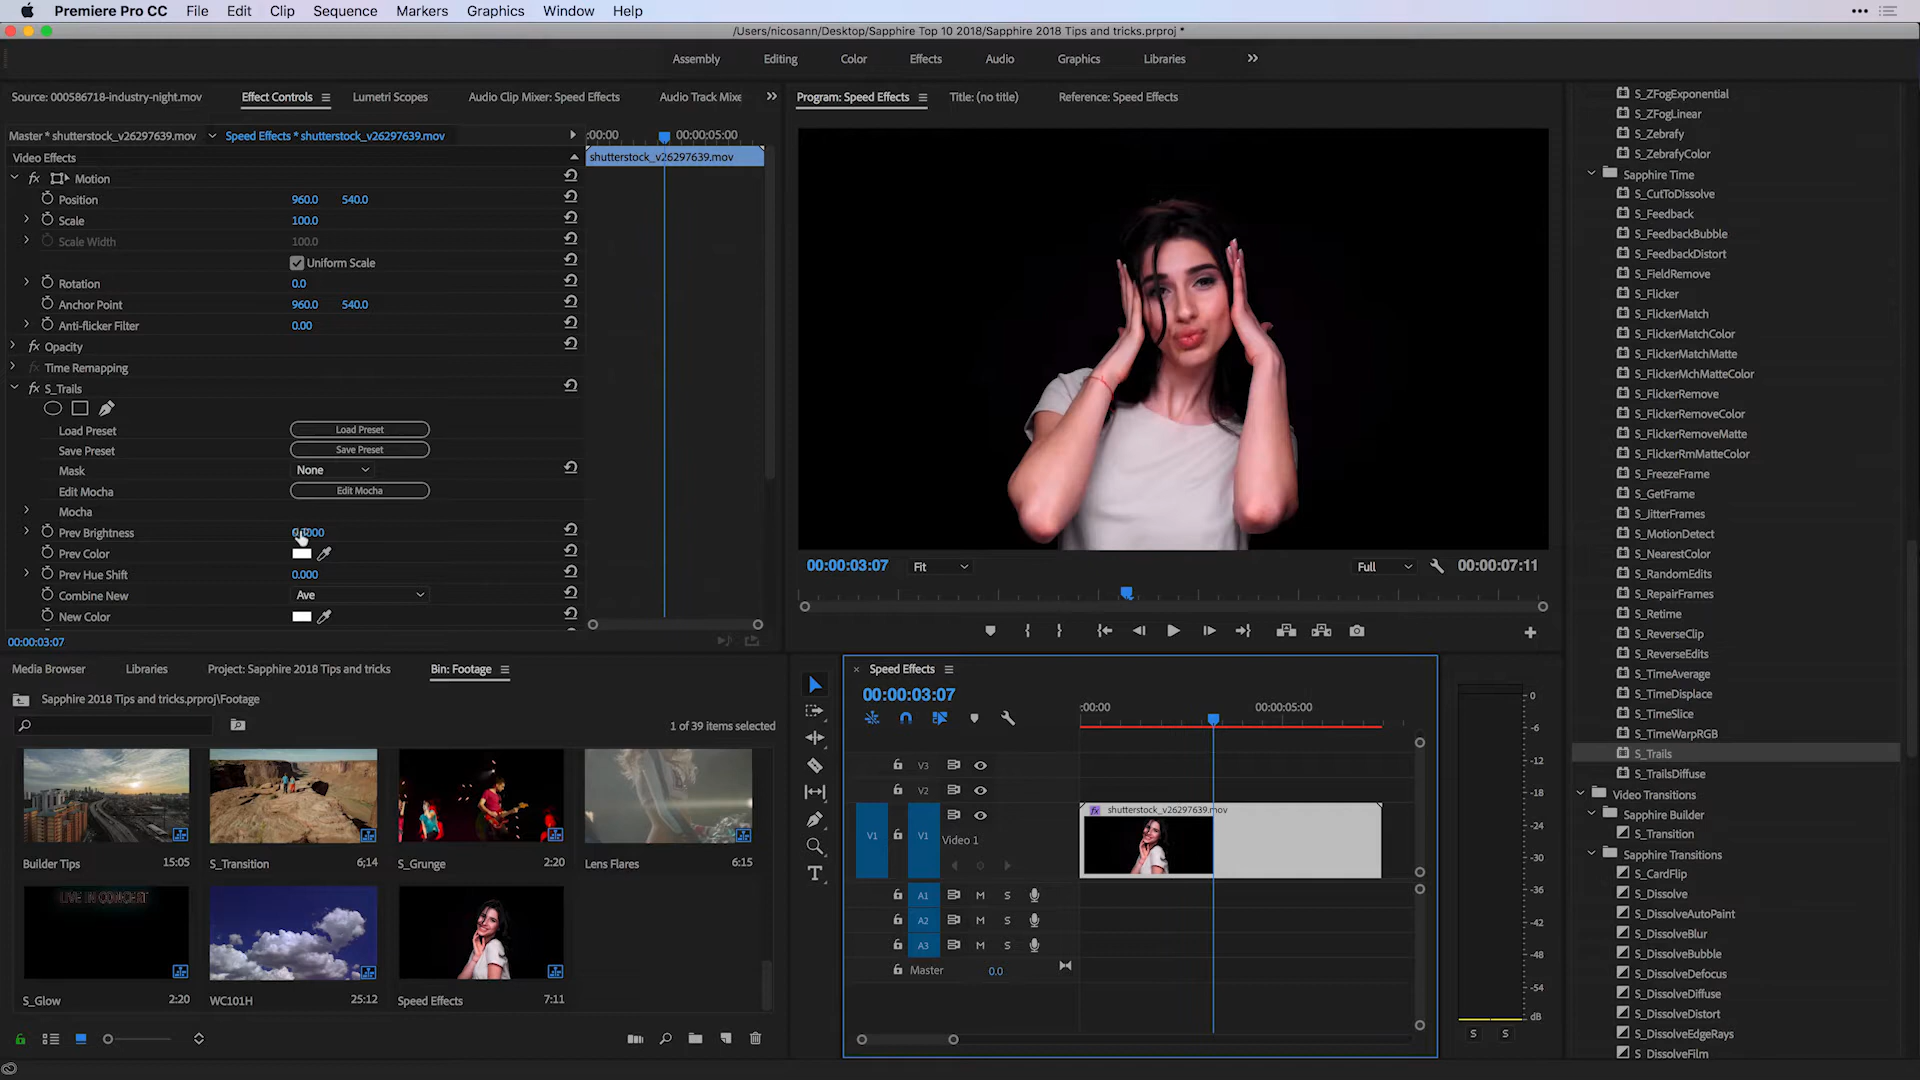 Premiere Pro CC File Edit Clip Sequence Markers Graphics Window Help
/Users/nicosann/Desktop/Sapphire Top 10 2018/Sapphire 2018 Tips and tricks.prproj *
Assembly Editing Color Effects Audio Graphics Libraries
Source: 000586718-industry-night.mov Effect Controls Lumetri Scopes Audio Clip Mixer: Speed Effects Audio Track Mixe
Master * shutterstock_v26297639.mov Speed Effects * shutterstock_v26297639.mov
:00:00 00:00:05:00
Video Effects
shutterstock_v26297639.mov
fx Motion
Position 960.0 540.0
Scale 100.0
Scale Width 100.0
Uniform Scale
Rotation 0.0
Anchor Point 960.0 540.0
Anti-flicker Filter 0.00
fx Opacity
fx Time Remapping
fx S_Trails
Load Preset Load Preset
Save Preset Save Preset
Mask None
Edit Mocha Edit Mocha
Mocha
Prev Brightness
Prev Color
Prev Hue Shift 0.000
Combine New Ave
New Color
00:00:03:07
Program: Speed Effects Title: (no title) Reference: Speed Effects
00:00:03:07 Fit Full 00:00:07:11
Media Browser Libraries Project: Sapphire 2018 Tips and tricks Bin: Footage
Sapphire 2018 Tips and tricks.prproj\Footage
1 of 39 items selected
Builder Tips 15:05
S_Transition 6;14
S_Grunge 2:20
Lens Flares 6:15
LIVE IN CONCERT
S_Glow 2:20
WC101H 25:12
Speed Effects 7:11
T
Speed Effects
00:00:03:07
:00:00 00:00:05:00
V3
V2
V1 V1 Video 1
fx shutterstock_v26297639.mov
A1 M S
A2 M S
A3 M S
Master 0.0
0
-6
-12
-18
-24
-30
-36
-42
-48
-54
dB
S S
S_ZFogExponential
S_ZFogLinear
S_Zebrafy
S_ZebrafyColor
Sapphire Time
S_CutToDissolve
S_Feedback
S_FeedbackBubble
S_FeedbackDistort
S_FieldRemove
S_Flicker
S_FlickerMatch
S_FlickerMatchColor
S_FlickerMatchMatte
S_FlickerMchMatteColor
S_FlickerRemove
S_FlickerRemoveColor
S_FlickerRemoveMatte
S_FlickerRmMatteColor
S_FreezeFrame
S_GetFrame
S_JitterFrames
S_MotionDetect
S_NearestColor
S_RandomEdits
S_RepairFrames
S_Retime
S_ReverseClip
S_ReverseEdits
S_TimeAverage
S_TimeDisplace
S_TimeSlice
S_TimeWarpRGB
S_Trails
S_TrailsDiffuse
Video Transitions
Sapphire Builder
S_Transition
Sapphire Transitions
S_CardFlip
S_Dissolve
S_DissolveAutoPaint
S_DissolveBlur
S_DissolveBubble
S_DissolveDefocus
S_DissolveDiffuse
S_DissolveDistort
S_DissolveEdgeRays
S_DissolveFilm